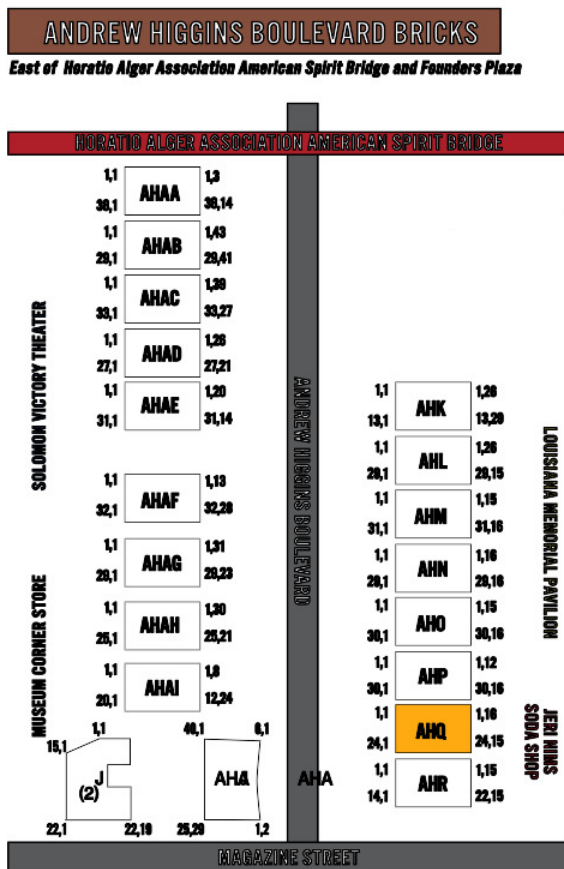 ANDREW HIGGINS BOULEVARD BRICKS
East of Horatio Alger Association American Spirit Bridge and Founders Plaza
HORATIO ALGER ASSOCIATION AMERICAN SPIRIT BRIDGE
SOLOMON VICTORY THEATER
1,1 AHAA 1,3
38,1 38,14
1,1 AHAB 1,43
29,1 29,41
1,1 AHAC 1,39
33,1 33,27
1,1 AHAD 1,26
27,1 27,21
1,1 AHAE 1,20
31,1 31,14
1,1 AHAF 1,13
32,1 32,28
MUSEUM CORNER STORE
1,1 AHAG 1,31
29,1 29,23
1,1 AHAH 1,30
25,1 25,21
1,1 AHAI 1,8
20,1 12,24
1,1
15,1
J
(2)
22,1 22,19
40,1 6,1
AHA
25,29 1,2
AHA
ANDREW HIGGINS BOULEVARD
1,1 AHK 1,26
13,1 13,29
1,1 AHL 1,26
29,1 29,15
1,1 AHM 1,15
31,1 31,16
1,1 AHN 1,16
29,1 29,16
1,1 AHO 1,15
30,1 30,16
1,1 AHP 1,12
30,1 30,16
1,1 AHQ 1,16
24,1 24,15
1,1 AHR 1,15
14,1 22,15
LOUISIANA MEMORIAL PAVILION
JERI NIMS
SODA SHOP
MAGAZINE STREET